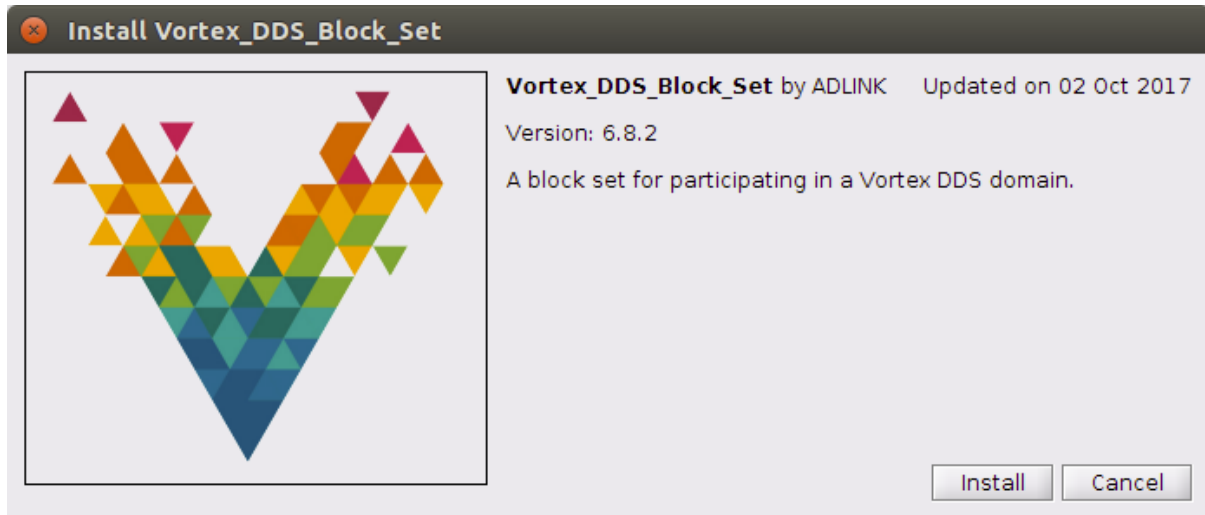 Install Vortex_DDS_Block_Set
Vortex_DDS_Block_Set by ADLINK Updated on 02 Oct 2017
Version: 6.8.2
A block set for participating in a Vortex DDS domain.
Install Cancel